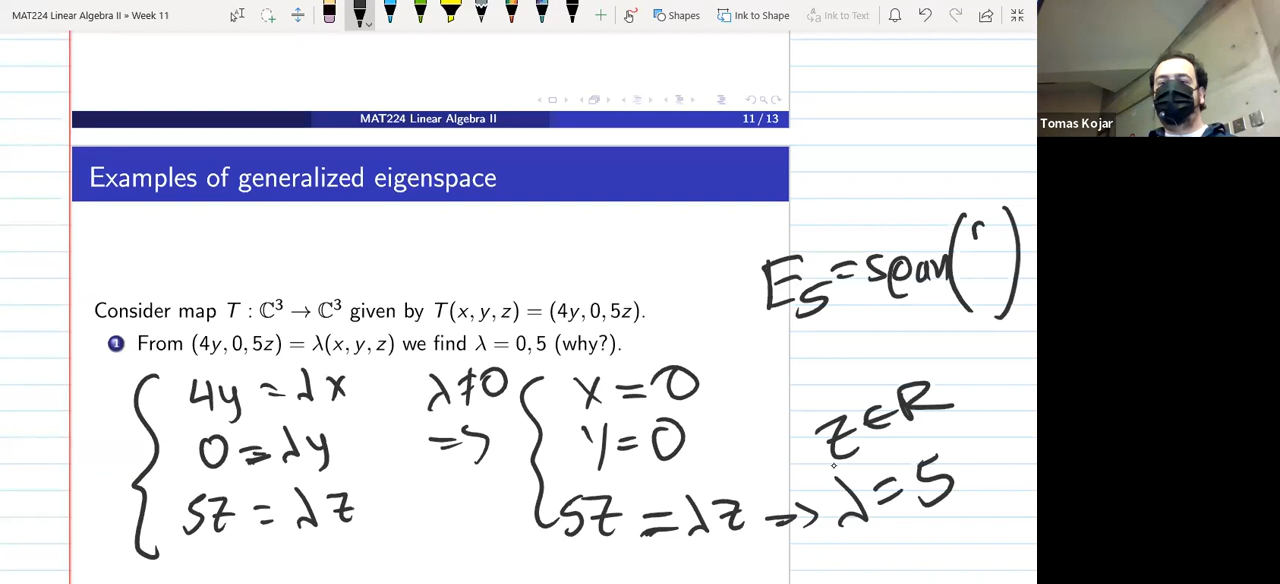 MAT224 Linear Algebra II » Week 11
Shapes
Ink to Shape
Ink to Text
Tomas Kojar
MAT224 Linear Algebra II
11 / 13
Examples of generalized eigenspace
E₅ = span(
Consider map T : ℂ³ → ℂ³ given by T(x, y, z) = (4y, 0, 5z).
1 From (4y, 0, 5z) = λ(x, y, z) we find λ = 0, 5 (why?).
4y = λx
0 = λy
5z = λz
λ ≠ 0
=>
x = 0
y = 0
5z = λz => λ = 5
z ∈ R